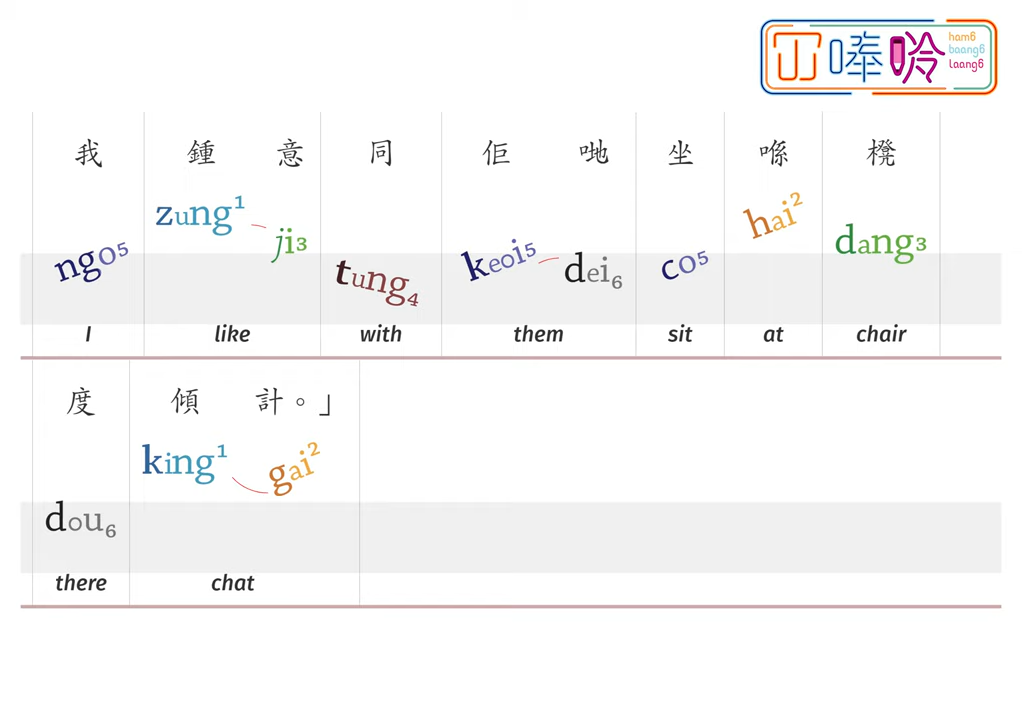 冚唪唥
ham6
baang6
laang6
我 鍾意 同 佢哋 坐 喺 櫈
ngo5 zung1 ji3 tung4 keoi5 dei6 co5 hai2 dang3
I like with them sit at chair
度 傾計。」
dou6 king1 gai2
there chat